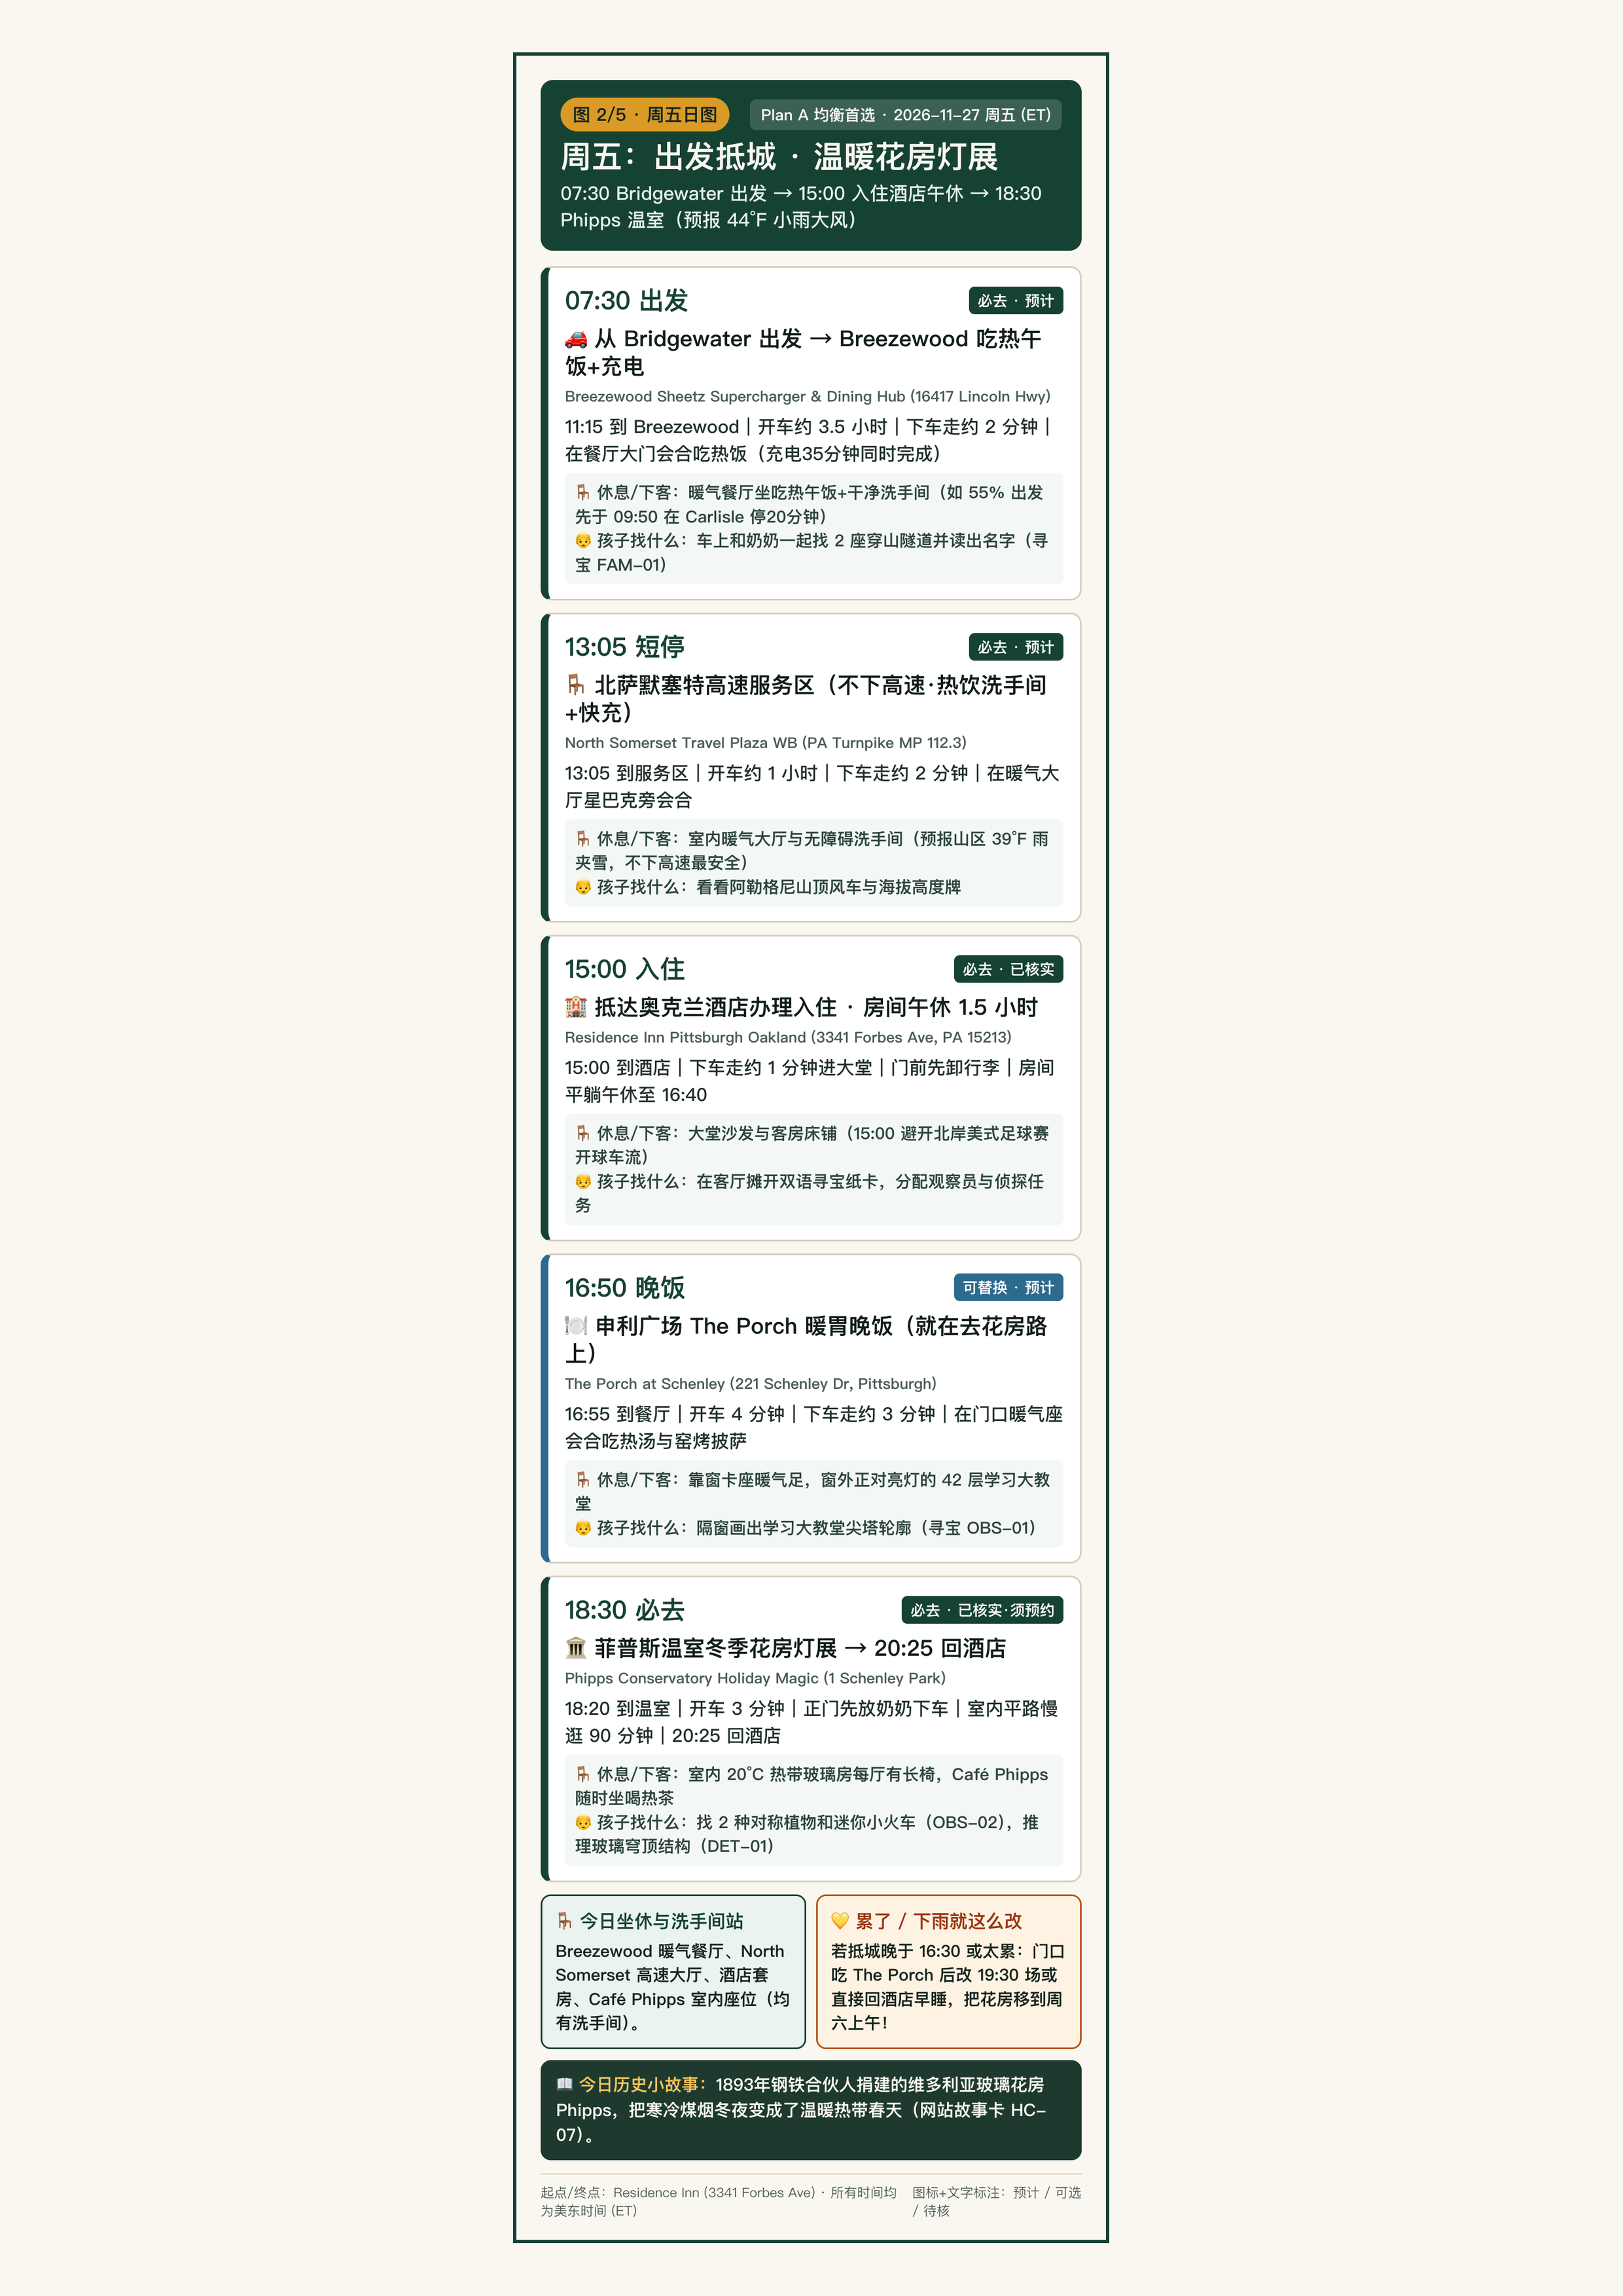 图 2/5 · 周五日图
Plan A 均衡首选 · 2026-11-27 周五 (ET)
周五：出发抵城 · 温暖花房灯展
07:30 Bridgewater 出发 → 15:00 入住酒店午休 → 18:30
Phipps 温室（预报 44°F 小雨大风）
07:30 出发
必去 · 预计
🚗 从 Bridgewater 出发 → Breezewood 吃热午
饭+充电
Breezewood Sheetz Supercharger & Dining Hub (16417 Lincoln Hwy)
11:15 到 Breezewood｜开车约 3.5 小时｜下车走约 2 分钟｜
在餐厅大门会合吃热饭（充电35分钟同时完成）
🪑 休息/下客：暖气餐厅坐吃热午饭+干净洗手间（如 55% 出发
先于 09:50 在 Carlisle 停20分钟）
👵 孩子找什么：车上和奶奶一起找 2 座穿山隧道并读出名字（寻
宝 FAM-01）
13:05 短停
必去 · 预计
🪑 北萨默塞特高速服务区（不下高速·热饮洗手间
+快充）
North Somerset Travel Plaza WB (PA Turnpike MP 112.3)
13:05 到服务区｜开车约 1 小时｜下车走约 2 分钟｜在暖气大
厅星巴克旁会合
🪑 休息/下客：室内暖气大厅与无障碍洗手间（预报山区 39°F 雨
夹雪，不下高速最安全）
👵 孩子找什么：看看阿勒格尼山顶风车与海拔高度牌
15:00 入住
必去 · 已核实
🏨 抵达奥克兰酒店办理入住 · 房间午休 1.5 小时
Residence Inn Pittsburgh Oakland (3341 Forbes Ave, PA 15213)
15:00 到酒店｜下车走约 1 分钟进大堂｜门前先卸行李｜房间
平躺午休至 16:40
🪑 休息/下客：大堂沙发与客房床铺（15:00 避开北岸美式足球赛
开球车流）
👵 孩子找什么：在客厅摊开双语寻宝纸卡，分配观察员与侦探任
务
16:50 晚饭
可替换 · 预计
🍽️ 申利广场 The Porch 暖胃晚饭（就在去花房路
上）
The Porch at Schenley (221 Schenley Dr, Pittsburgh)
16:55 到餐厅｜开车 4 分钟｜下车走约 3 分钟｜在门口暖气座
会合吃热汤与窑烤披萨
🪑 休息/下客：靠窗卡座暖气足，窗外正对亮灯的 42 层学习大教
堂
👵 孩子找什么：隔窗画出学习大教堂尖塔轮廓（寻宝 OBS-01）
18:30 必去
必去 · 已核实·须预约
🏛️ 菲普斯温室冬季花房灯展 → 20:25 回酒店
Phipps Conservatory Holiday Magic (1 Schenley Park)
18:20 到温室｜开车 3 分钟｜正门先放奶奶下车｜室内平路慢
逛 90 分钟｜20:25 回酒店
🪑 休息/下客：室内 20°C 热带玻璃房每厅有长椅，Café Phipps
随时坐喝热茶
👵 孩子找什么：找 2 种对称植物和迷你小火车（OBS-02），推
理玻璃穹顶结构（DET-01）
🪑 今日坐休与洗手间站
Breezewood 暖气餐厅、North
Somerset 高速大厅、酒店套
房、Café Phipps 室内座位（均
有洗手间）。
💛 累了 / 下雨就这么改
若抵城晚于 16:30 或太累：门口
吃 The Porch 后改 19:30 场或
直接回酒店早睡，把花房移到周
六上午！
📖 今日历史小故事：1893年钢铁合伙人捐建的维多利亚玻璃花房
Phipps，把寒冷煤烟冬夜变成了温暖热带春天（网站故事卡 HC-
07）。
起点/终点：Residence Inn (3341 Forbes Ave) · 所有时间均
为美东时间 (ET)
图标+文字标注：预计 / 可选
/ 待核